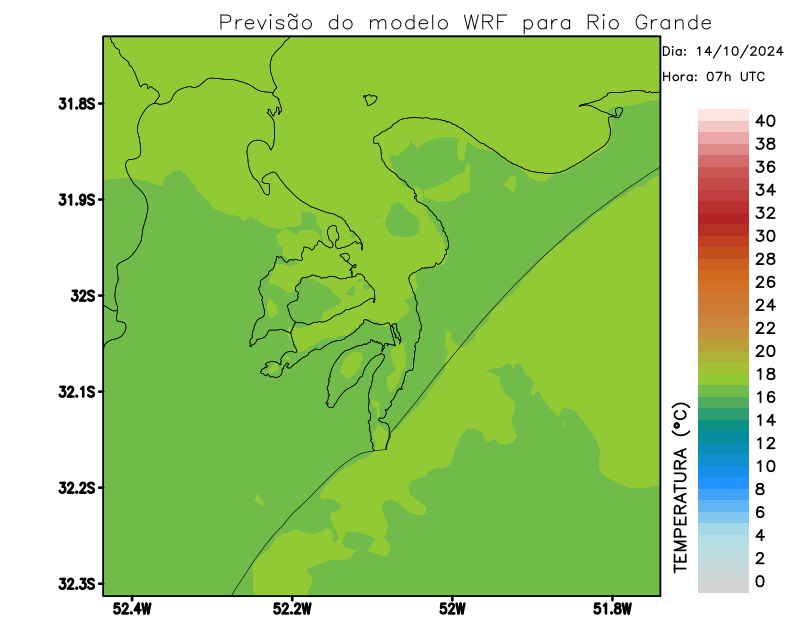 Previsão do modelo WRF para Rio Grande
Dia: 14/10/2024
Hora: 07h UTC
31.8S
31.9S
32S
32.1S
32.2S
32.3S
52.4W
52.2W
52W
51.8W
40
38
36
34
32
30
28
26
24
22
20
18
16
14
12
10
8
6
4
2
0
TEMPERATURA (°C)